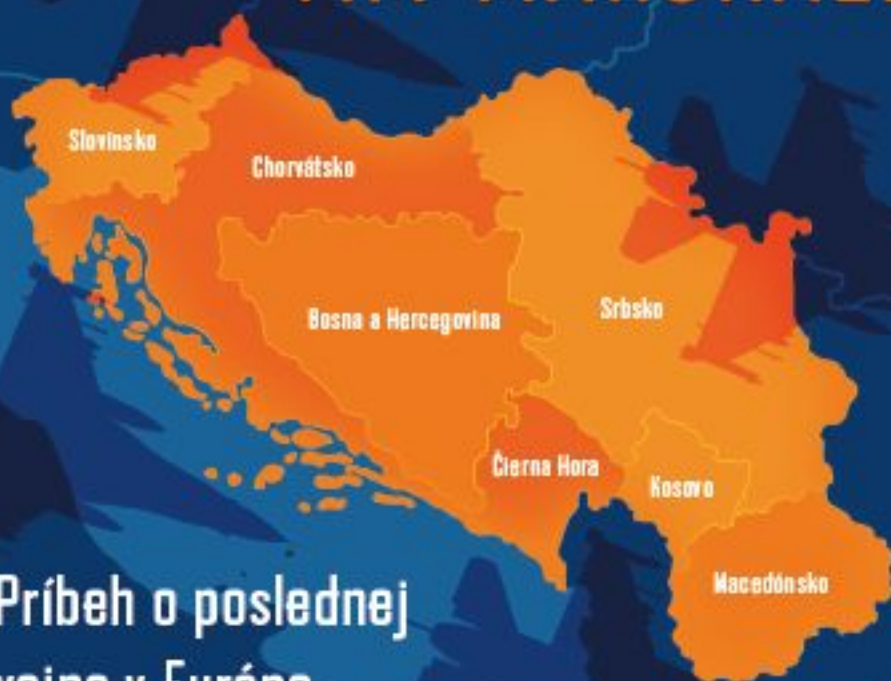 Slovinsko
Chorvátsko
Bosna a Hercegovina
Srbsko
Čierna Hora
Kosovo
Macedónsko
Príbeh o poslednej